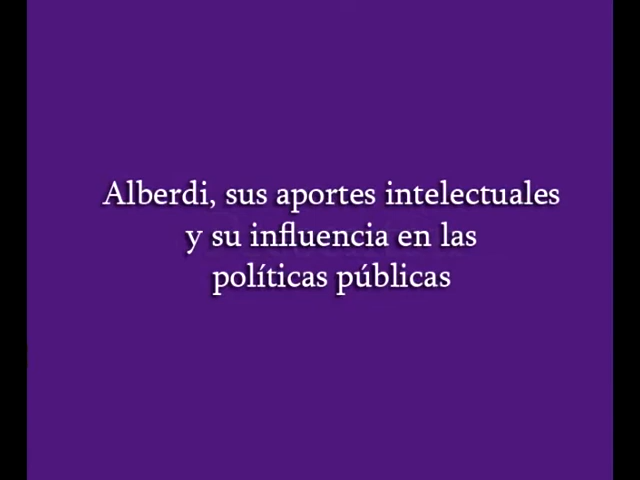 Alberdi, sus aportes intelectuales
y su influencia en las
políticas públicas